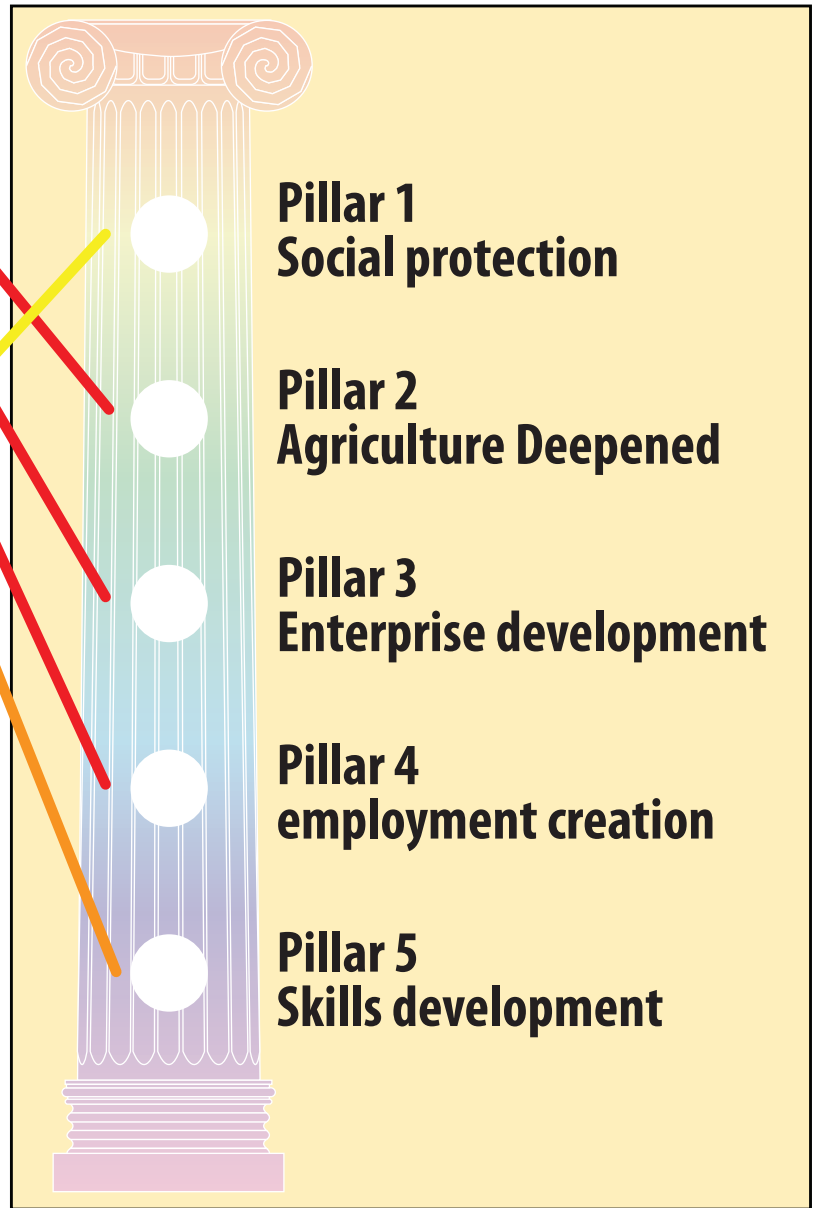 Pillar 1
Social protection
Pillar 2
Agriculture Deepened
Pillar 3
Enterprise development
Pillar 4
employment creation
Pillar 5
Skills development